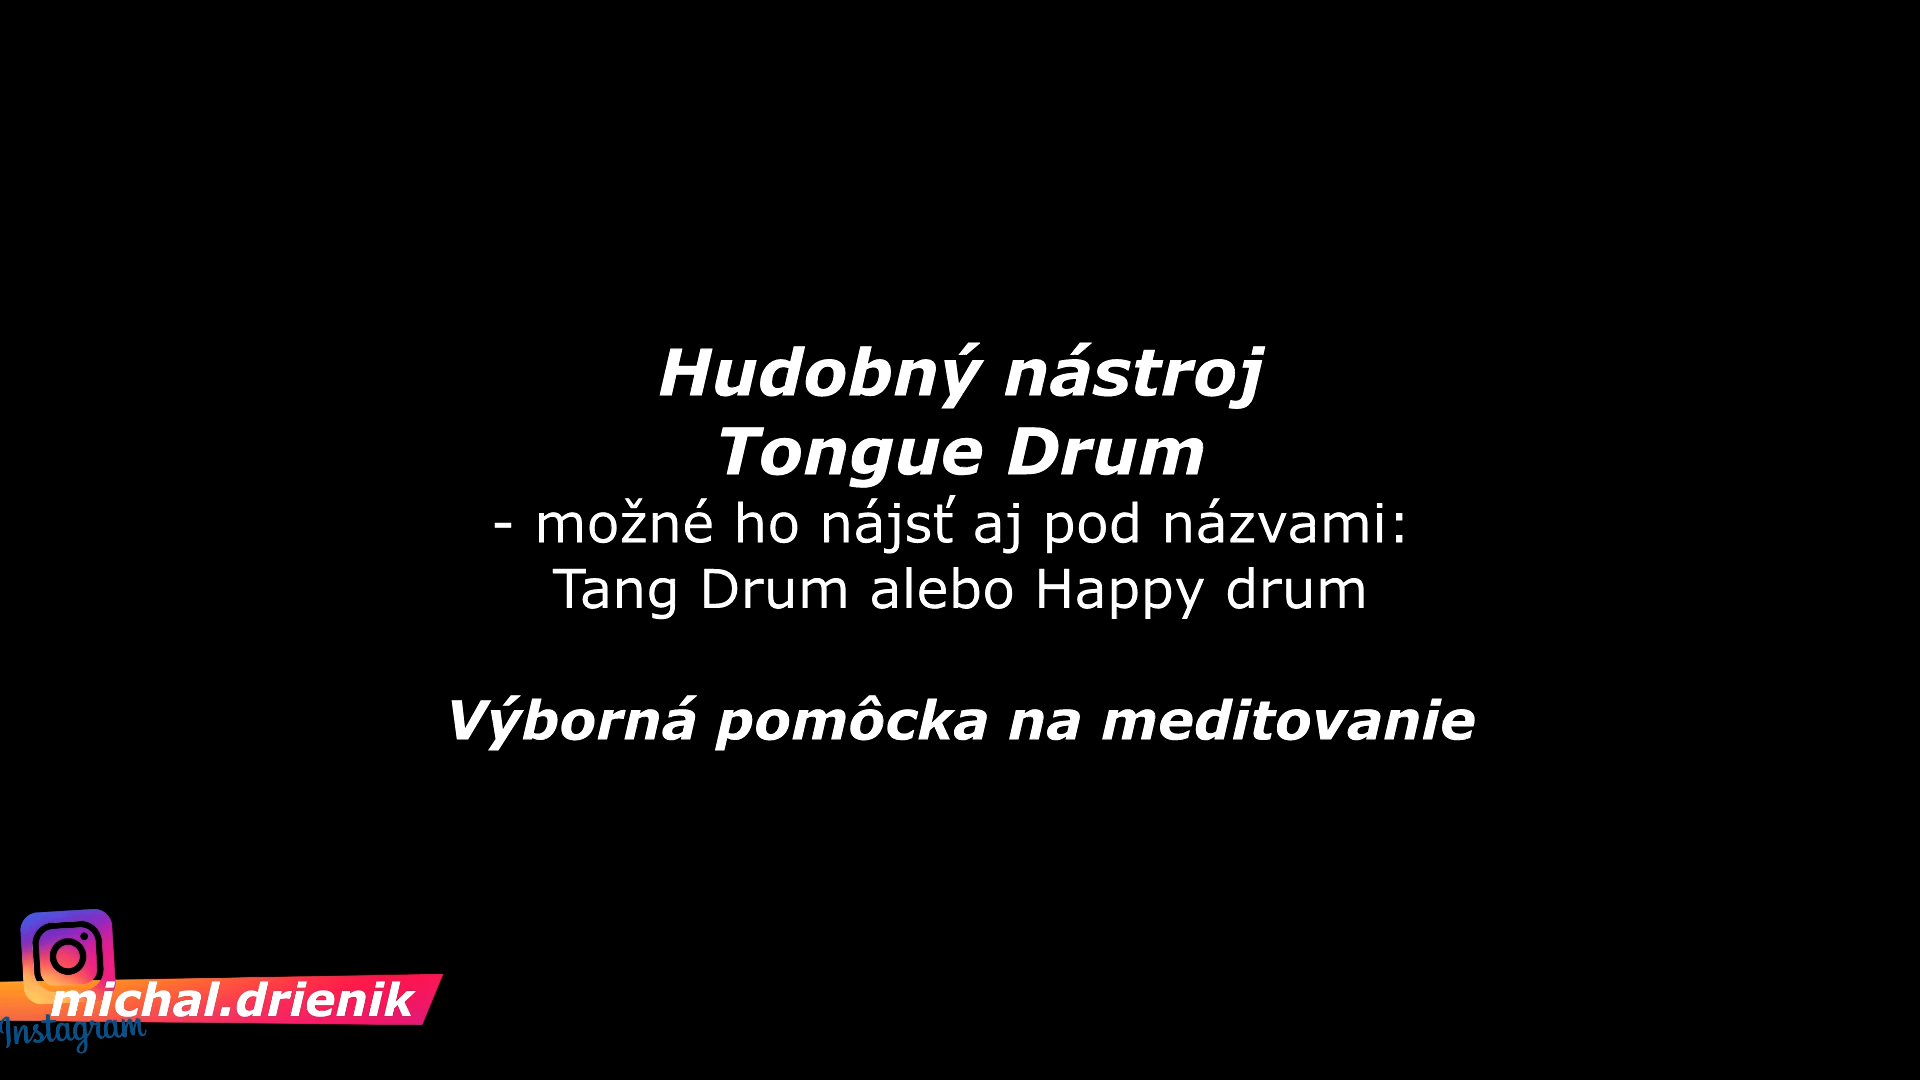 Hudobný nástroj
Tongue Drum
- možné ho nájsť aj pod názvami:
Tang Drum alebo Happy drum
Výborná pomôcka na meditovanie
michal.drienik
Instagram